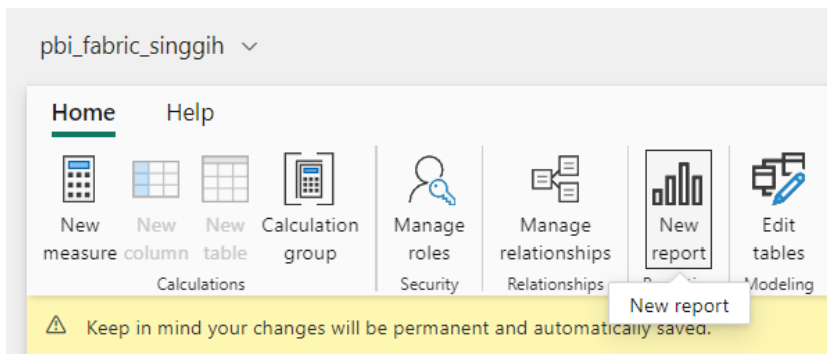 pbi_fabric_singgih
Home Help
New measure
New column
New table
Calculation group
Manage roles
Manage relationships
New report
Edit tables
Calculations
Security
Relationships
Modeling
New report
Keep in mind your changes will be permanent and automatically saved.